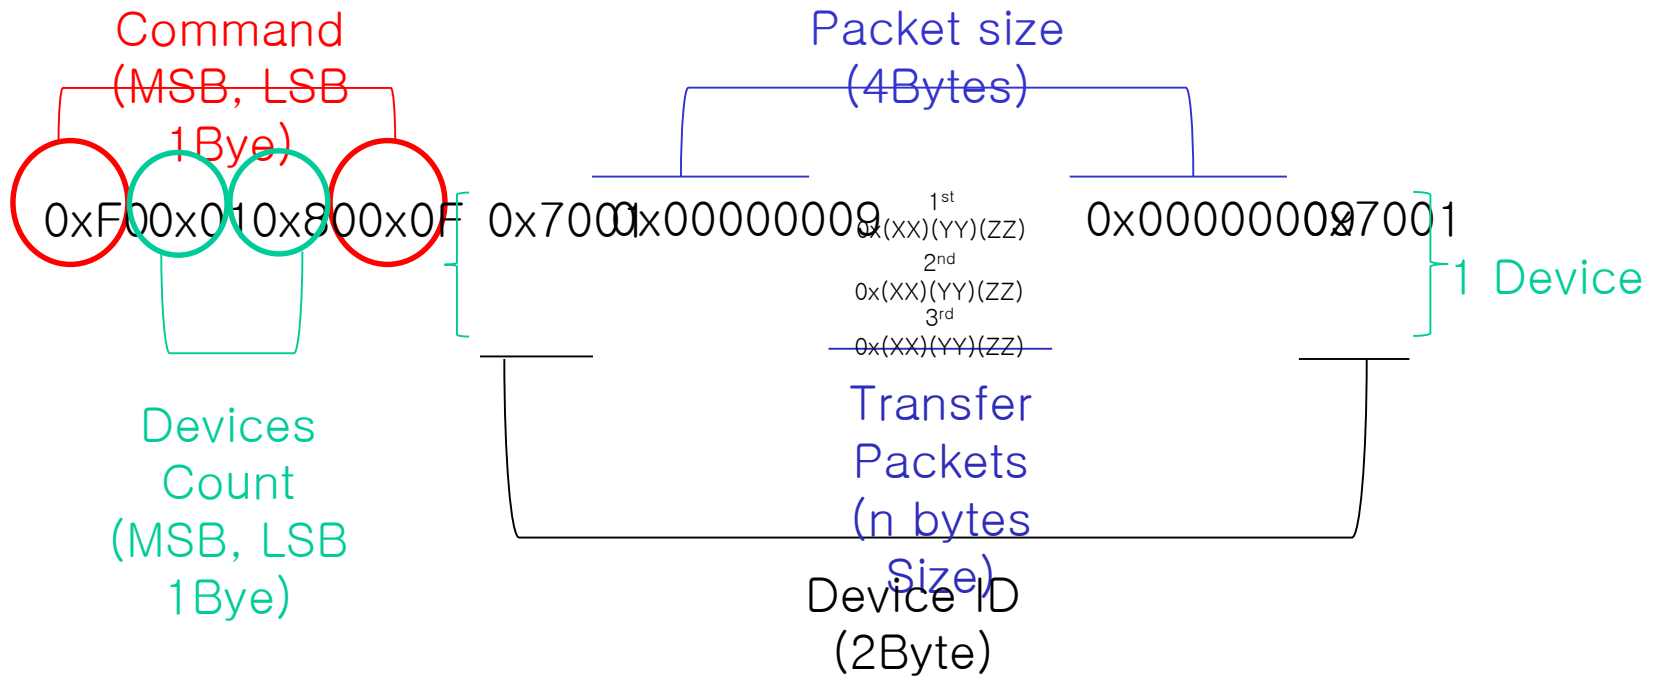 Command
(MSB, LSB
1Bye)
Packet size
(4Bytes)
0xF0 0x01 0x80 0x0F 0x7001 0x00000009 0x00000009 0x7001
1st
0x(XX)(YY)(ZZ)
2nd
0x(XX)(YY)(ZZ)
3rd
0x(XX)(YY)(ZZ)
1 Device
Devices
Count
(MSB, LSB
1Bye)
Transfer
Packets
(n bytes
Size)
Device ID
(2Byte)